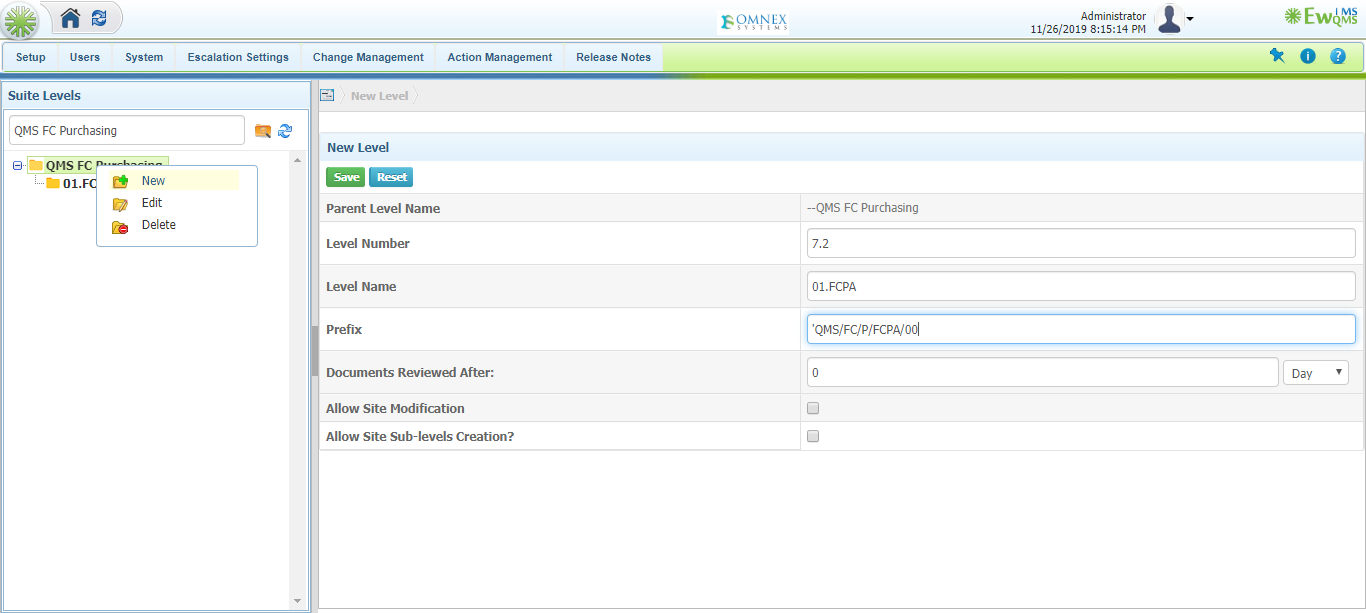 OMNEX
SYSTEMS
Administrator
11/26/2019 8:15:14 PM
EwIMS
QMS
Setup Users System Escalation Settings Change Management Action Management Release Notes
Suite Levels
QMS FC Purchasing
QMS FC Purchasing
01.FC
New
Edit
Delete
New Level
New Level
Save Reset
Parent Level Name --QMS FC Purchasing
Level Number 7.2
Level Name 01.FCPA
Prefix 'QMS/FC/P/FCPA/00
Documents Reviewed After: 0 Day
Allow Site Modification
Allow Site Sub-levels Creation?